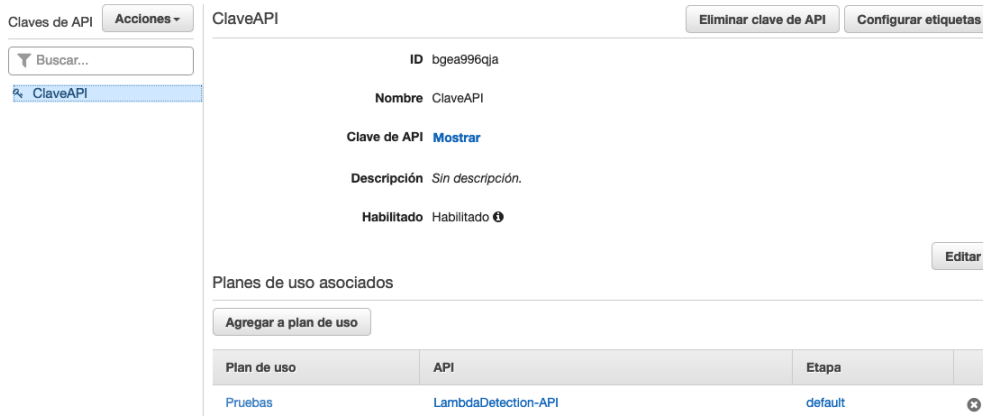 Claves de API
Acciones
ClaveAPI
Eliminar clave de API
Configurar etiquetas
Buscar...
ClaveAPI
ID bgea996qja
Nombre ClaveAPI
Clave de API Mostrar
Descripción Sin descripción.
Habilitado Habilitado
Editar
Planes de uso asociados
Agregar a plan de uso
Plan de uso API Etapa
Pruebas LambdaDetection-API default